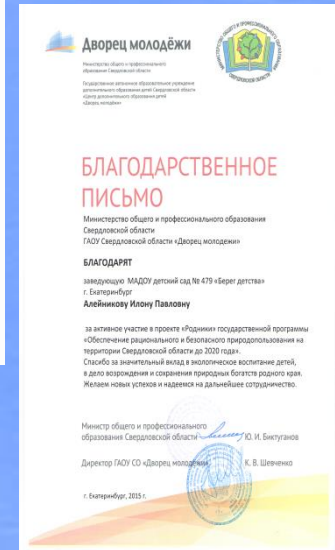 Дворец молодёжи
Министерство общего и профессионального
образования Свердловской области
Государственное автономное образовательное учреждение
дополнительного образования детей Свердловской области
«Центр дополнительного образования детей
«Дворец молодёжи»
БЛАГОДАРСТВЕННОЕ
ПИСЬМО
Министерство общего и профессионального образования
Свердловской области
ГАОУ Свердловской области «Дворец молодежи»
БЛАГОДАРЯТ
заведующую МАДОУ детский сад № 479 «Берег детства»
г. Екатеринбург
Алейникову Илону Павловну
за активное участие в проекте «Родники» государственной программы
«Обеспечение рационального и безопасного природопользования на
территории Свердловской области до 2020 года».
Спасибо за значительный вклад в экологическое воспитание детей,
в дело возрождения и сохранения природных богатств родного края.
Желаем новых успехов и надеемся на дальнейшее сотрудничество.
Министр общего и профессионального
образования Свердловской области Ю. И. Биктуганов
Директор ГАОУ СО «Дворец молодёжи» К. В. Шевченко
г. Екатеринбург, 2015 г.